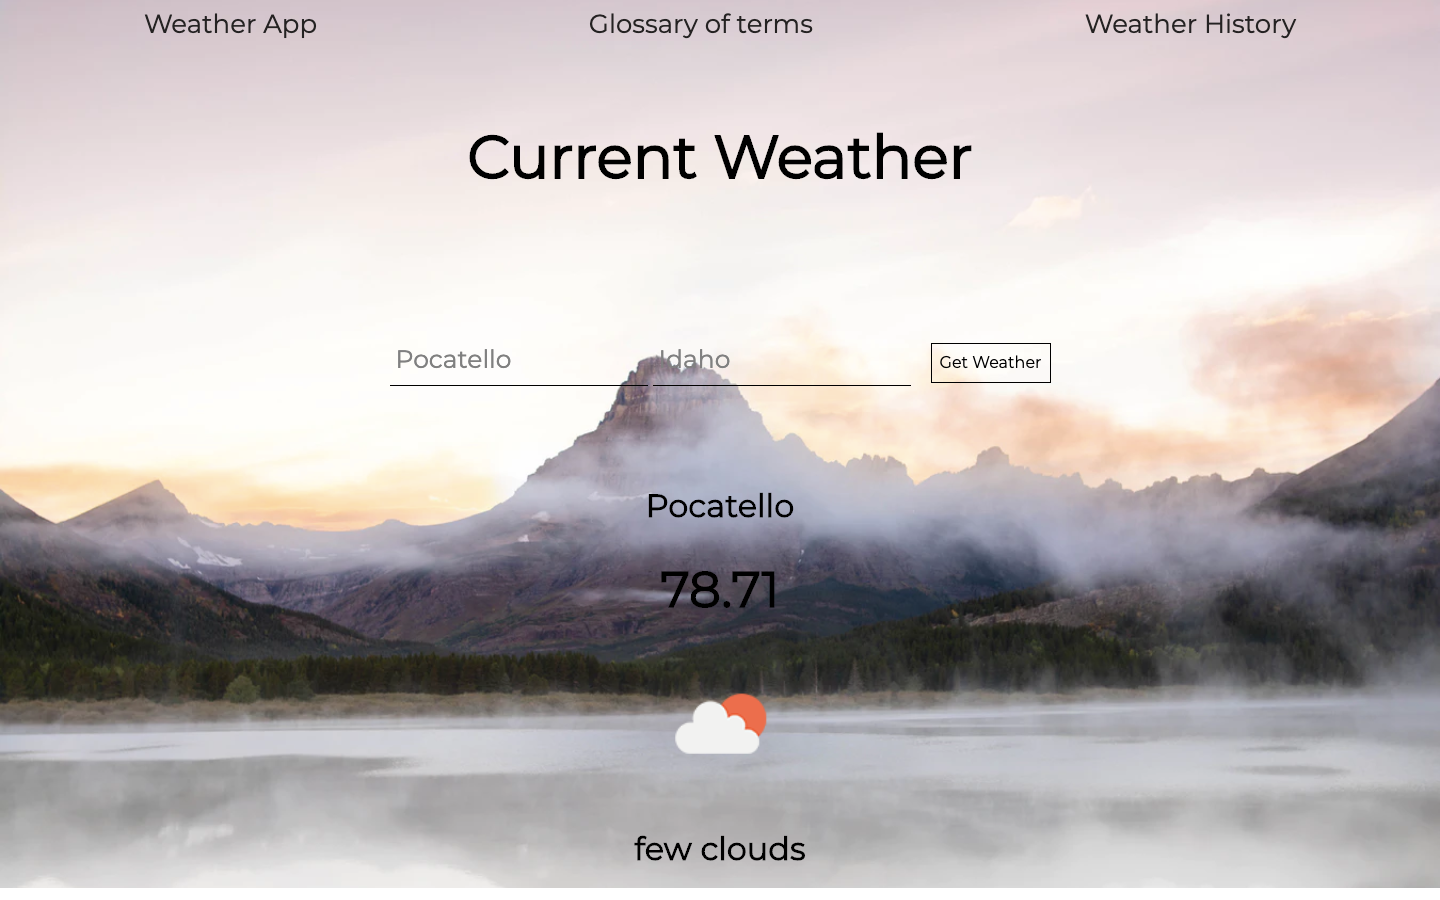 Weather App Glossary of terms Weather History
Current Weather
Pocatello Idaho Get Weather
Pocatello
78.71
few clouds